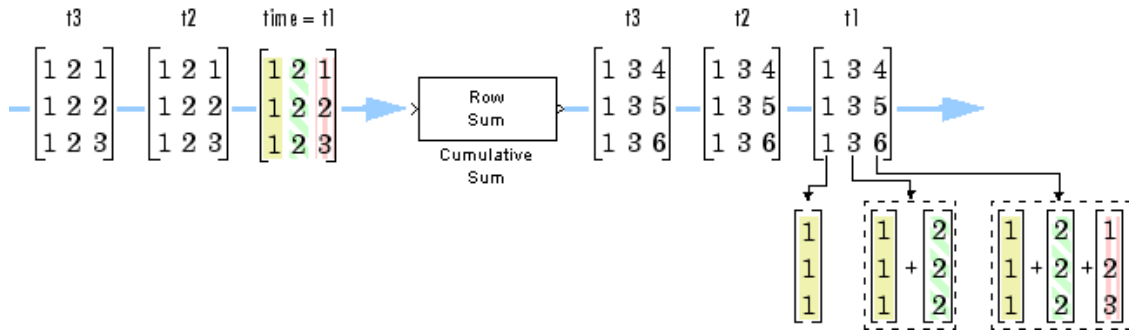 t3 t2 time = t1 t3 t2 t1
1 2 1 1 2 1 1 2 1 1 3 4 1 3 4 1 3 4
1 2 2 1 2 2 1 2 2 Row 1 3 5 1 3 5 1 3 5
1 2 3 1 2 3 1 2 3 Sum 1 3 6 1 3 6 1 3 6
Cumulative
Sum
1 1 2 1 2 1
1 1 + 2 1 + 2 + 2
1 1 2 1 2 3